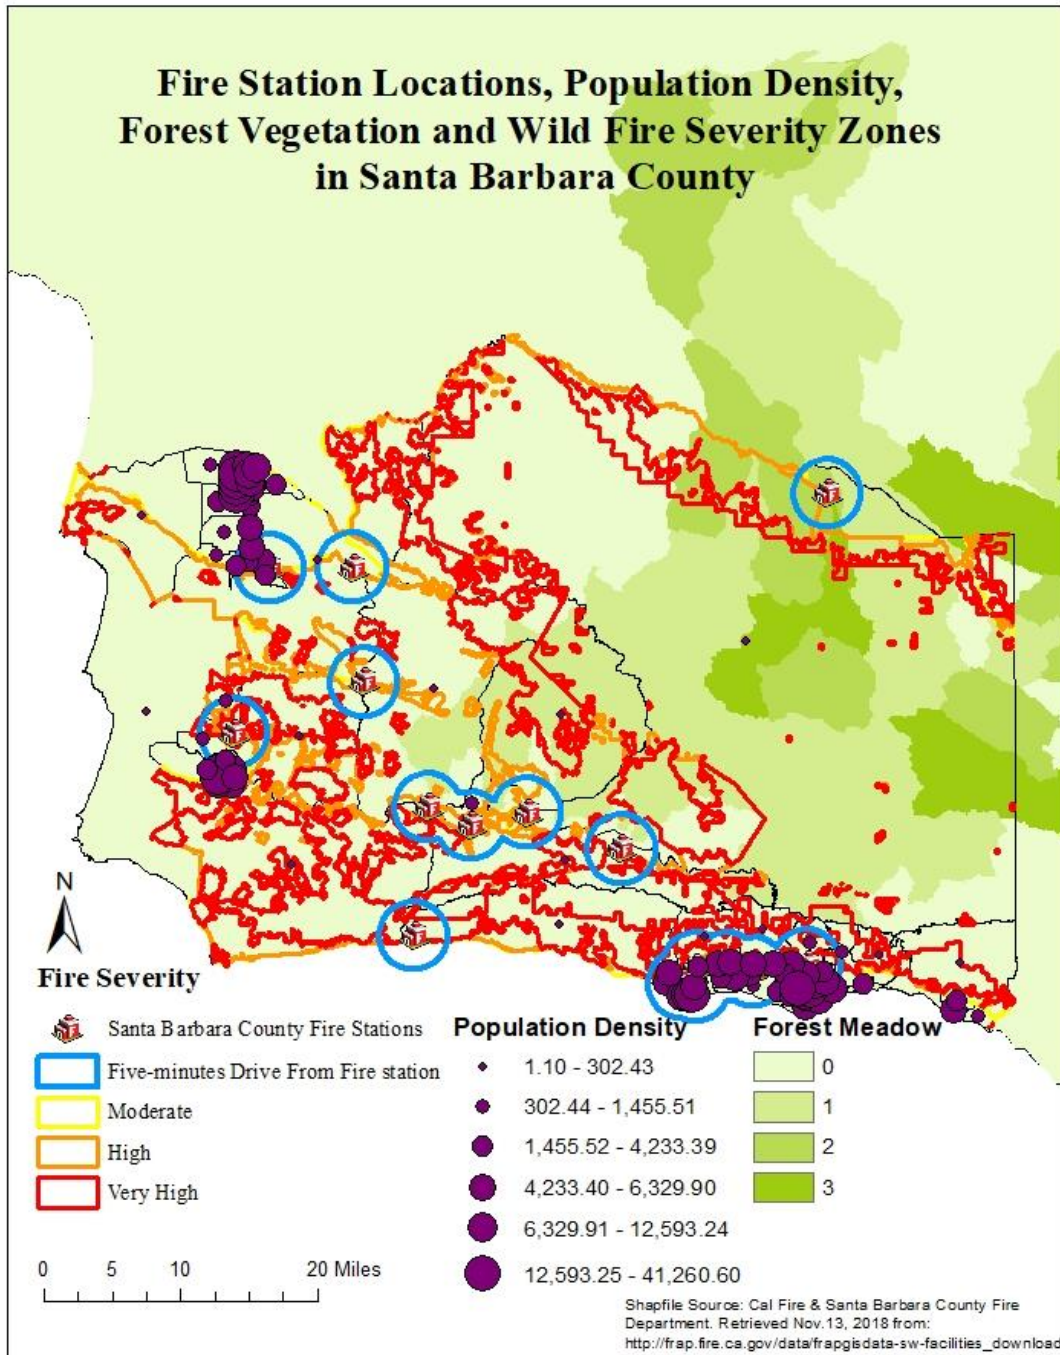 Fire Station Locations, Population Density,
Forest Vegetation and Wild Fire Severity Zones
in Santa Barbara County
N
Fire Severity
Santa Barbara County Fire Stations
Five-minutes Drive From Fire station
Moderate
High
Very High
0 5 10 20 Miles
Population Density
1.10 - 302.43
302.44 - 1,455.51
1,455.52 - 4,233.39
4,233.40 - 6,329.90
6,329.91 - 12,593.24
12,593.25 - 41,260.60
Forest Meadow
0
1
2
3
Shapfile Source: Cal Fire & Santa Barbara County Fire
Department. Retrieved Nov.13, 2018 from:
http://frap.fire.ca.gov/data/frapgisdata-sw-facilities_download